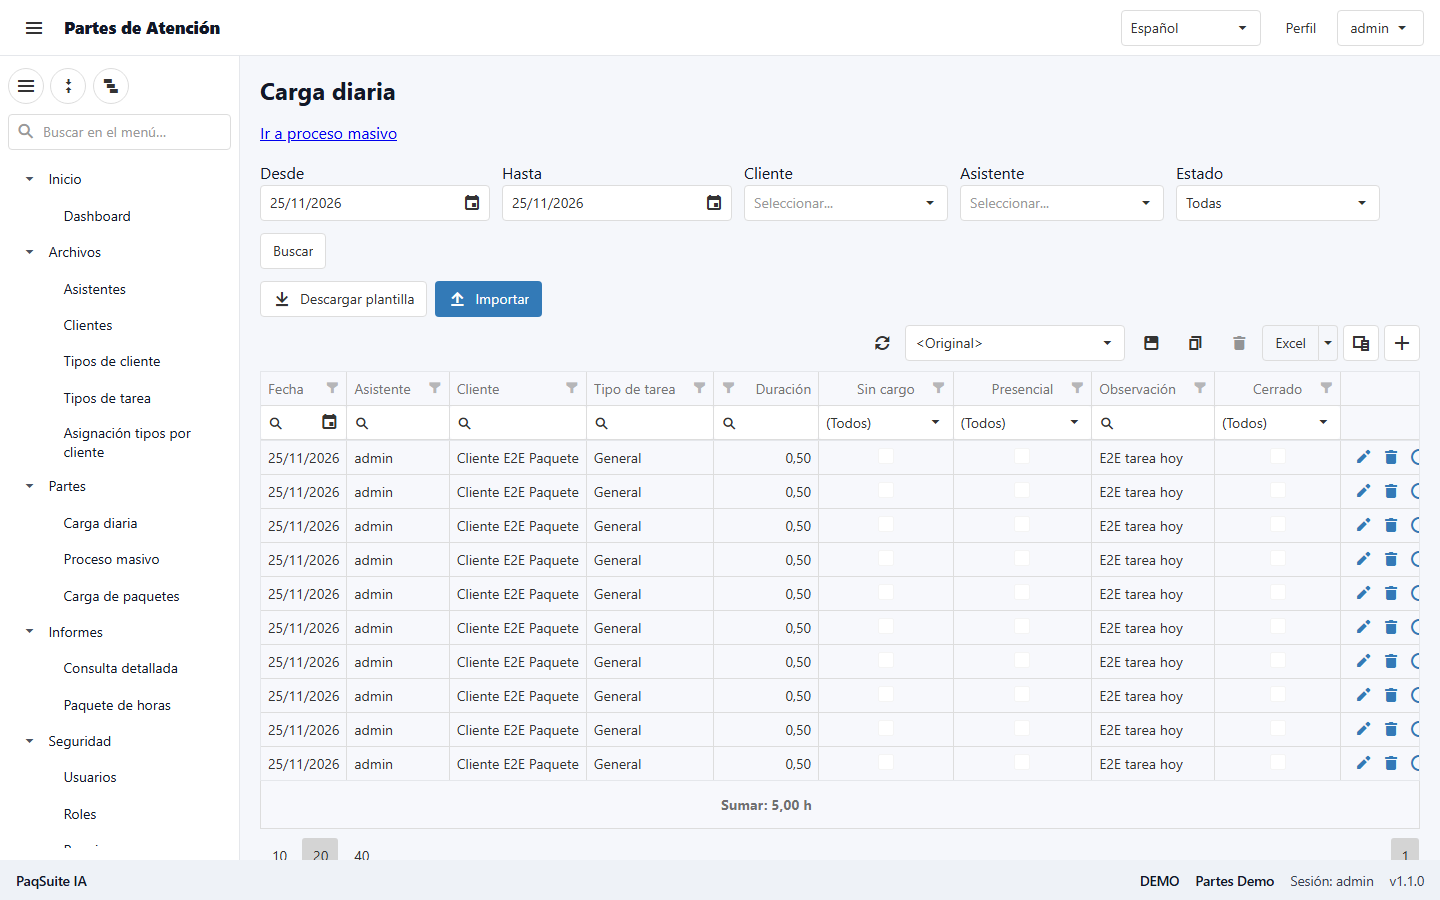 Partes de Atención
Español
Perfil
admin
Buscar en el menú...
Inicio
Dashboard
Archivos
Asistentes
Clientes
Tipos de cliente
Tipos de tarea
Asignación tipos por
cliente
Partes
Carga diaria
Proceso masivo
Carga de paquetes
Informes
Consulta detallada
Paquete de horas
Seguridad
Usuarios
Roles
Carga diaria
Ir a proceso masivo
Desde Hasta Cliente Asistente Estado
25/11/2026 25/11/2026 Seleccionar... Seleccionar... Todas
Buscar
Descargar plantilla Importar
<Original> Excel
Fecha Asistente Cliente Tipo de tarea Duración Sin cargo Presencial Observación Cerrado
(Todos) (Todos) (Todos)
25/11/2026 admin Cliente E2E Paquete General 0,50 E2E tarea hoy
25/11/2026 admin Cliente E2E Paquete General 0,50 E2E tarea hoy
25/11/2026 admin Cliente E2E Paquete General 0,50 E2E tarea hoy
25/11/2026 admin Cliente E2E Paquete General 0,50 E2E tarea hoy
25/11/2026 admin Cliente E2E Paquete General 0,50 E2E tarea hoy
25/11/2026 admin Cliente E2E Paquete General 0,50 E2E tarea hoy
25/11/2026 admin Cliente E2E Paquete General 0,50 E2E tarea hoy
25/11/2026 admin Cliente E2E Paquete General 0,50 E2E tarea hoy
25/11/2026 admin Cliente E2E Paquete General 0,50 E2E tarea hoy
25/11/2026 admin Cliente E2E Paquete General 0,50 E2E tarea hoy
Sumar: 5,00 h
10 20 40 1
PaqSuite IA DEMO Partes Demo Sesión: admin v1.1.0